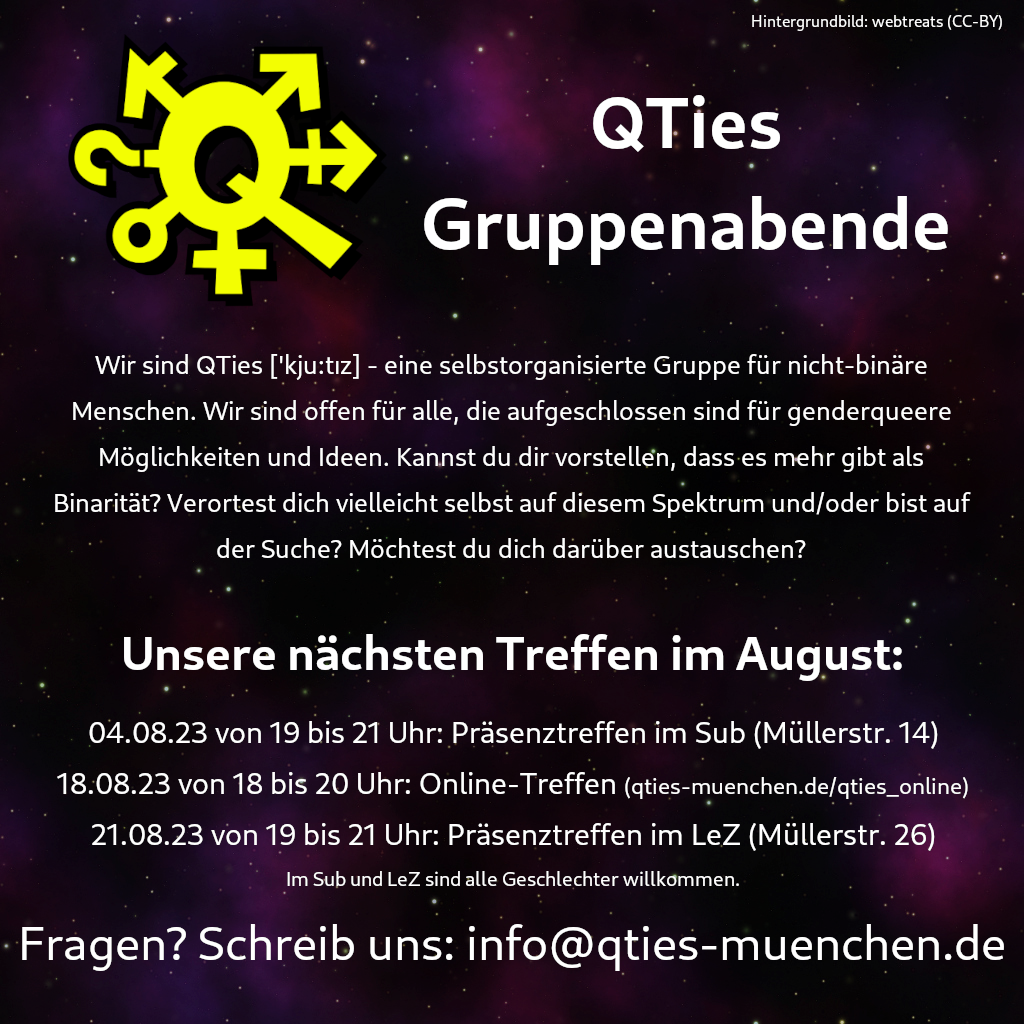 Hintergrundbild: webtreats (CC-BY)
QTies
Gruppenabende
Wir sind QTies ['kju:tɪz] - eine selbstorganisierte Gruppe für nicht-binäre
Menschen. Wir sind offen für alle, die aufgeschlossen sind für genderqueere
Möglichkeiten und Ideen. Kannst du dir vorstellen, dass es mehr gibt als
Binarität? Verortest dich vielleicht selbst auf diesem Spektrum und/oder bist auf
der Suche? Möchtest du dich darüber austauschen?
Unsere nächsten Treffen im August:
04.08.23 von 19 bis 21 Uhr: Präsenztreffen im Sub (Müllerstr. 14)
18.08.23 von 18 bis 20 Uhr: Online-Treffen (qties-muenchen.de/qties_online)
21.08.23 von 19 bis 21 Uhr: Präsenztreffen im LeZ (Müllerstr. 26)
Im Sub und LeZ sind alle Geschlechter willkommen.
Fragen? Schreib uns: info@qties-muenchen.de